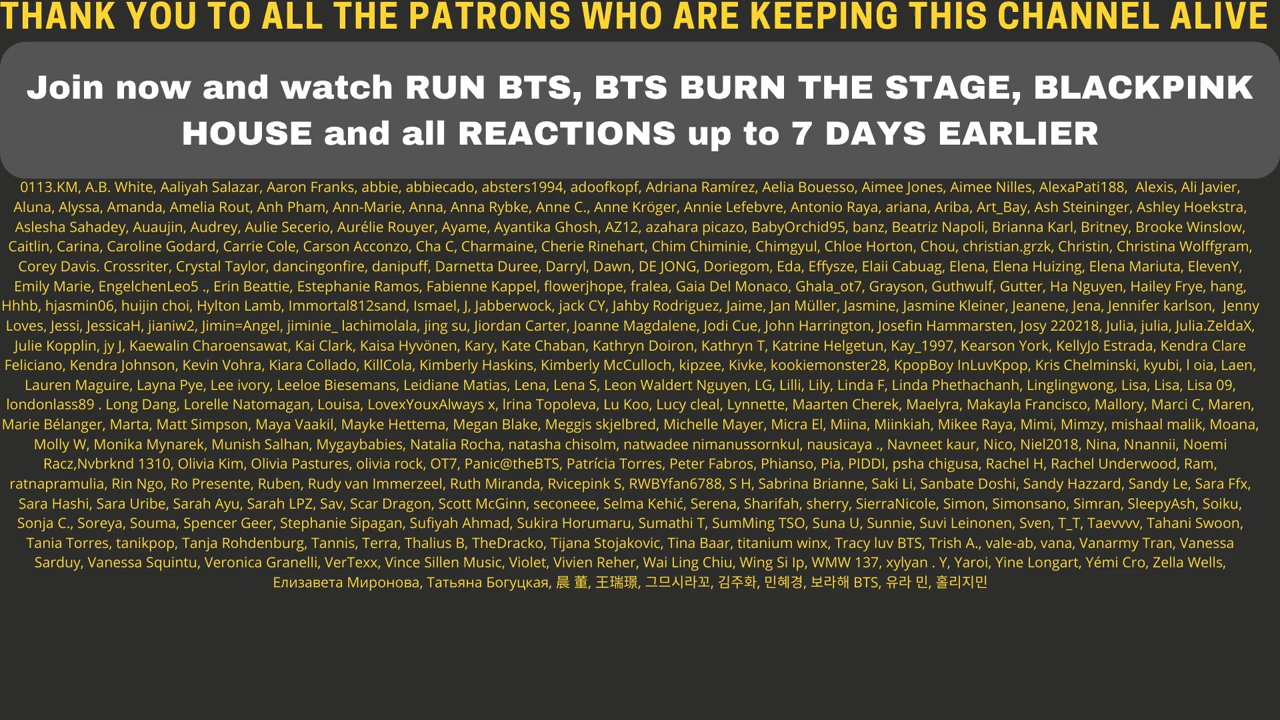 THANK YOU TO ALL THE PATRONS WHO ARE KEEPING THIS CHANNEL ALIVE
Join now and watch RUN BTS, BTS BURN THE STAGE, BLACKPINK
HOUSE and all REACTIONS up to 7 DAYS EARLIER
0113.KM, A.B. White, Aaliyah Salazar, Aaron Franks, abbie, abbiecado, absters1994, adoofkopf, Adriana Ramírez, Aelia Bouesso, Aimee Jones, Aimee Nilles, AlexaPati188,  Alexis, Ali Javier,
Aluna, Alyssa, Amanda, Amelia Rout, Anh Pham, Ann-Marie, Anna, Anna Rybke, Anne C., Anne Kröger, Annie Lefebvre, Antonio Raya, ariana, Ariba, Art_Bay, Ash Steininger, Ashley Hoekstra,
Aslesha Sahadey, Auaujin, Audrey, Aulie Secerio, Aurélie Rouyer, Ayame, Ayantika Ghosh, AZ12, azahara picazo, BabyOrchid95, banz, Beatriz Napoli, Brianna Karl, Britney, Brooke Winslow,
Caitlin, Carina, Caroline Godard, Carrie Cole, Carson Acconzo, Cha C, Charmaine, Cherie Rinehart, Chim Chiminie, Chimgyul, Chloe Horton, Chou, christian.grzk, Christin, Christina Wolffgram,
Corey Davis. Crossriter, Crystal Taylor, dancingonfire, danipuff, Darnetta Duree, Darryl, Dawn, DE JONG, Doriegom, Eda, Effysze, Elaii Cabuag, Elena, Elena Huizing, Elena Mariuta, ElevenY,
Emily Marie, EngelchenLeo5 ., Erin Beattie, Estephanie Ramos, Fabienne Kappel, flowerjhope, fralea, Gaia Del Monaco, Ghala_ot7, Grayson, Guthwulf, Gutter, Ha Nguyen, Hailey Frye, hang,
Hhhb, hjasmin06, huijin choi, Hylton Lamb, Immortal812sand, Ismael, J, Jabberwock, jack CY, Jahby Rodriguez, Jaime, Jan Müller, Jasmine, Jasmine Kleiner, Jeanene, Jena, Jennifer karlson,  Jenny
Loves, Jessi, JessicaH, jianiw2, Jimin=Angel, jiminie_ lachimolala, jing su, Jiordan Carter, Joanne Magdalene, Jodi Cue, John Harrington, Josefin Hammarsten, Josy 220218, Julia, julia, Julia.ZeldaX,
Julie Kopplin, jy J, Kaewalin Charoensawat, Kai Clark, Kaisa Hyvönen, Kary, Kate Chaban, Kathryn Doiron, Kathryn T, Katrine Helgetun, Kay_1997, Kearson York, KellyJo Estrada, Kendra Clare
Feliciano, Kendra Johnson, Kevin Vohra, Kiara Collado, KillCola, Kimberly Haskins, Kimberly McCulloch, kipzee, Kivke, kookiemonster28, KpopBoy InLuvKpop, Kris Chelminski, kyubi, l oia, Laen,
Lauren Maguire, Layna Pye, Lee ivory, Leeloe Biesemans, Leidiane Matias, Lena, Lena S, Leon Waldert Nguyen, LG, Lilli, Lily, Linda F, Linda Phethachanh, Linglingwong, Lisa, Lisa, Lisa 09,
londonlass89 . Long Dang, Lorelle Natomagan, Louisa, LovexYouxAlways x, lrina Topoleva, Lu Koo, Lucy cleal, Lynnette, Maarten Cherek, Maelyra, Makayla Francisco, Mallory, Marci C, Maren,
Marie Bélanger, Marta, Matt Simpson, Maya Vaakil, Mayke Hettema, Megan Blake, Meggis skjelbred, Michelle Mayer, Micra El, Miina, Miinkiah, Mikee Raya, Mimi, Mimzy, mishaal malik, Moana,
Molly W, Monika Mynarek, Munish Salhan, Mygaybabies, Natalia Rocha, natasha chisolm, natwadee nimanussornkul, nausicaya ., Navneet kaur, Nico, Niel2018, Nina, Nnannii, Noemi
Racz,Nvbrknd 1310, Olivia Kim, Olivia Pastures, olivia rock, OT7, Panic@theBTS, Patrícia Torres, Peter Fabros, Phianso, Pia, PIDDI, psha chigusa, Rachel H, Rachel Underwood, Ram,
ratnapramulia, Rin Ngo, Ro Presente, Ruben, Rudy van Immerzeel, Ruth Miranda, Rvicepink S, RWBYfan6788, S H, Sabrina Brianne, Saki Li, Sanbate Doshi, Sandy Hazzard, Sandy Le, Sara Ffx,
Sara Hashi, Sara Uribe, Sarah Ayu, Sarah LPZ, Sav, Scar Dragon, Scott McGinn, seconeee, Selma Kehić, Serena, Sharifah, sherry, SierraNicole, Simon, Simonsano, Simran, SleepyAsh, Soiku,
Sonja C., Soreya, Souma, Spencer Geer, Stephanie Sipagan, Sufiyah Ahmad, Sukira Horumaru, Sumathi T, SumMing TSO, Suna U, Sunnie, Suvi Leinonen, Sven, T_T, Taevvvv, Tahani Swoon,
Tania Torres, tanikpop, Tanja Rohdenburg, Tannis, Terra, Thalius B, TheDracko, Tijana Stojakovic, Tina Baar, titanium winx, Tracy luv BTS, Trish A., vale-ab, vana, Vanarmy Tran, Vanessa
Sarduy, Vanessa Squintu, Veronica Granelli, VerTexx, Vince Sillen Music, Violet, Vivien Reher, Wai Ling Chiu, Wing Si Ip, WMW 137, xylyan . Y, Yaroi, Yine Longart, Yémi Cro, Zella Wells,
Елизавета Миронова, Татьяна Богуцкая, 晨 董, 王瑞璟, 그므시라꼬, 김주화, 민혜경, 보라해 BTS, 유라 민, 홀리지민